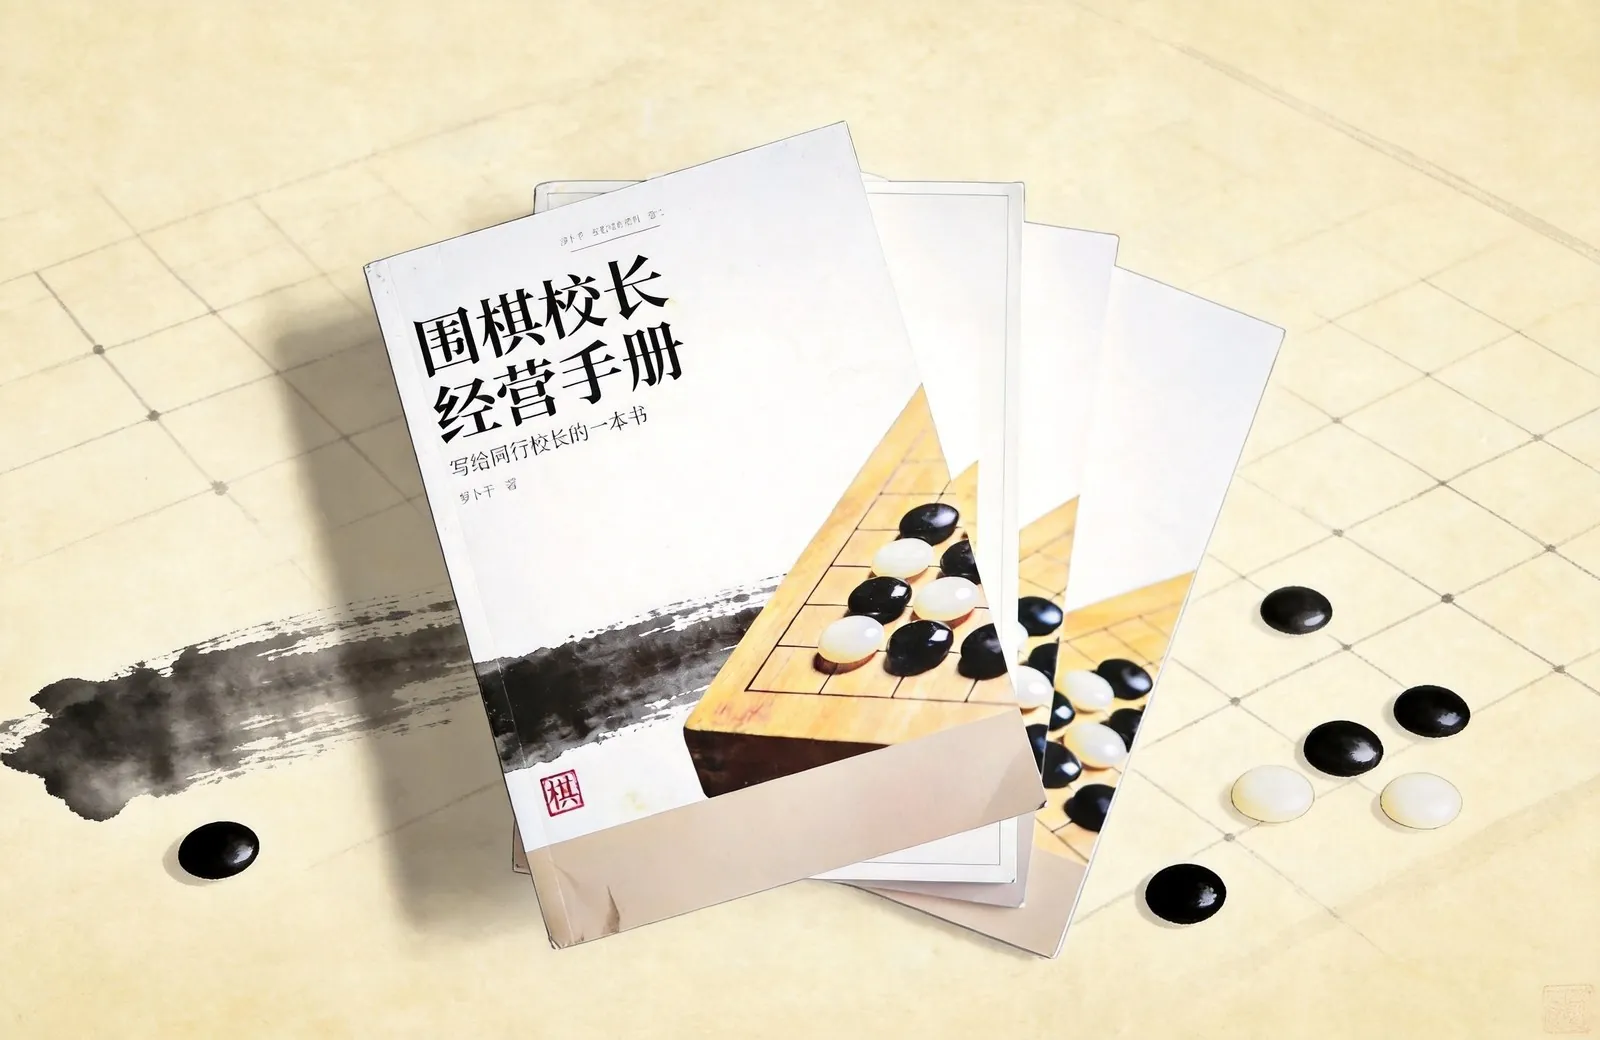 围棋校长
经营手册
写给同行校长的一本书
萝卜干 著
棋